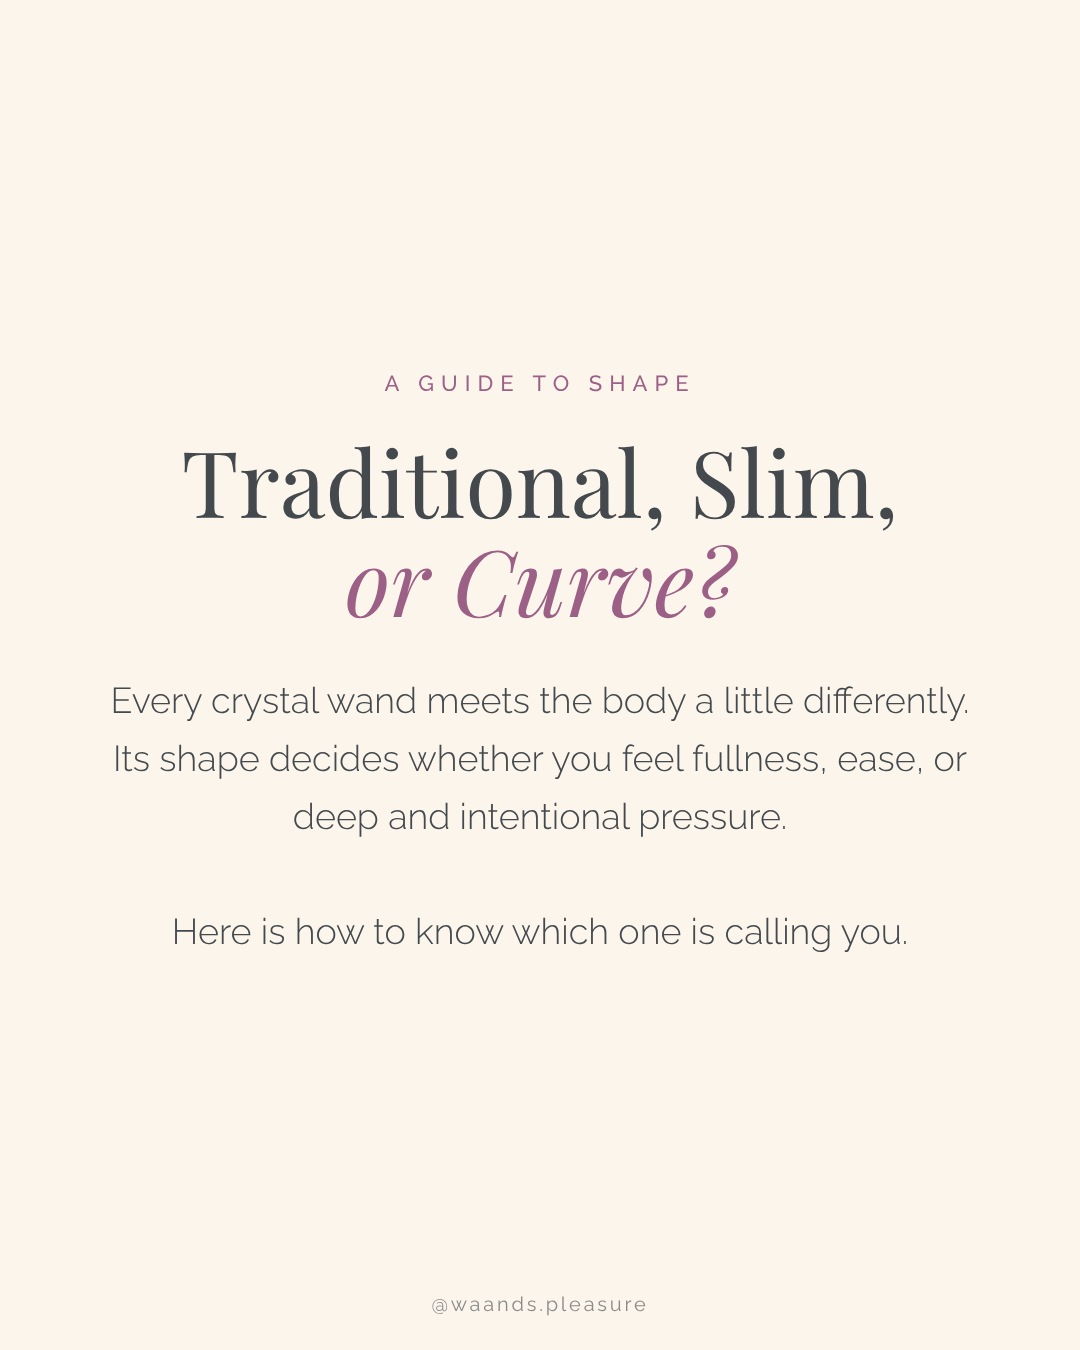 A GUIDE TO SHAPE
Traditional, Slim,
or Curve?
Every crystal wand meets the body a little differently.
Its shape decides whether you feel fullness, ease, or
deep and intentional pressure.
Here is how to know which one is calling you.
@waands.pleasure